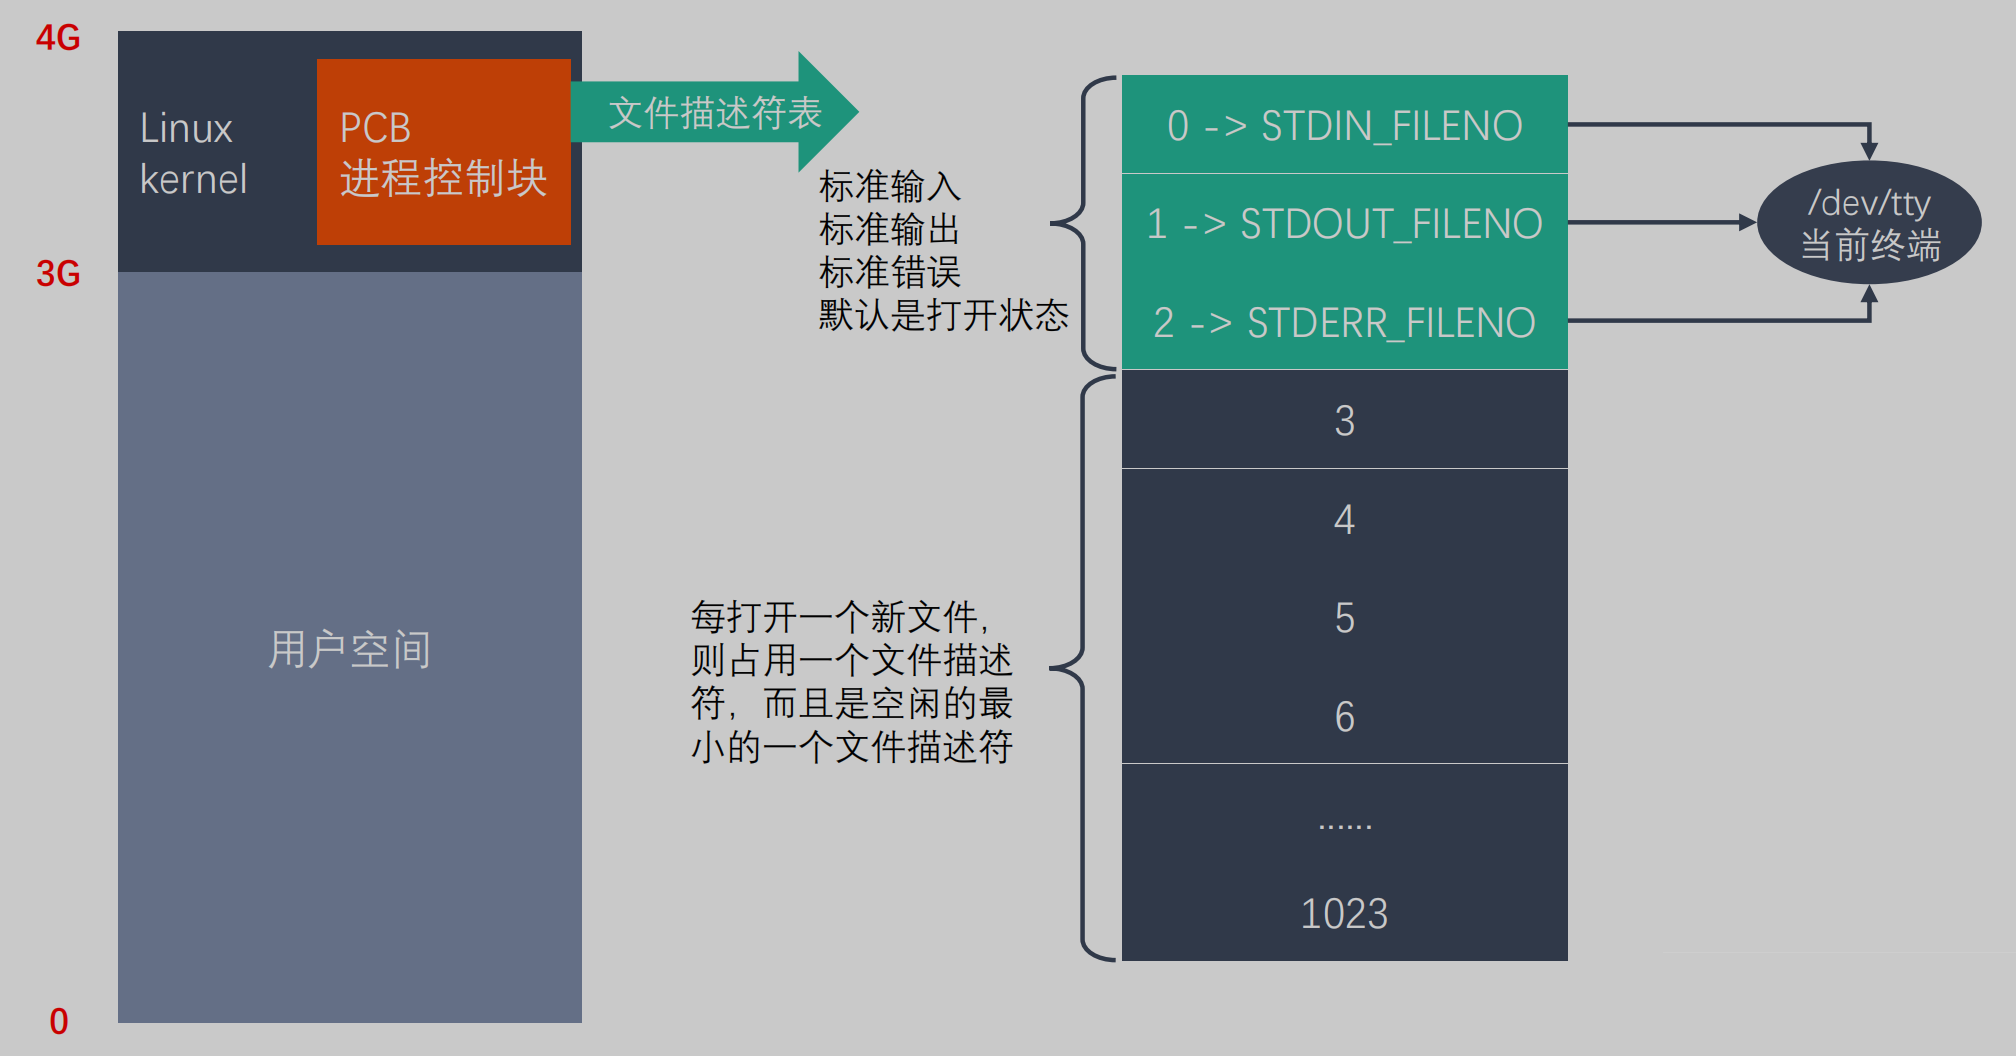 4G
Linux
kernel
PCB
进程控制块
文件描述符表
3G
用户空间
0
标准输入
标准输出
标准错误
默认是打开状态
每打开一个新文件，
则占用一个文件描述
符，而且是空闲的最
小的一个文件描述符
0 -> STDIN_FILENO
1 -> STDOUT_FILENO
2 -> STDERR_FILENO
3
4
5
6
……
1023
/dev/tty
当前终端